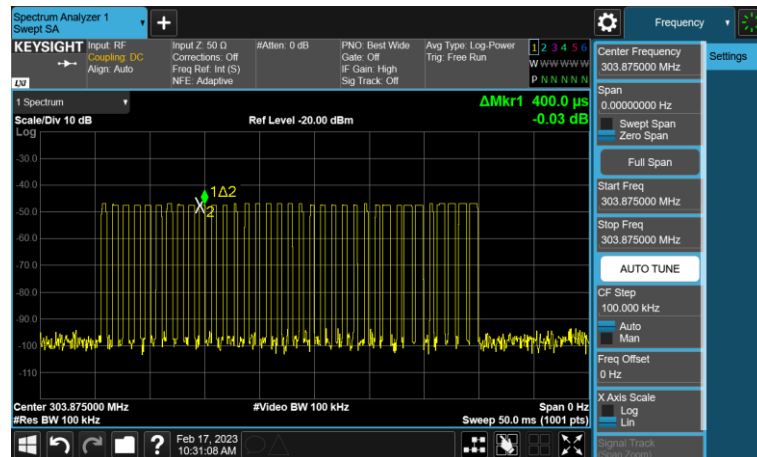 Spectrum Analyzer 1
Swept SA
Frequency
KEYSIGHT
Input: RF
Coupling: DC
Align: Auto
Input Z: 50 Ω
Corrections: Off
Freq Ref: Int (S)
NFE: Adaptive
#Atten: 0 dB
PNO: Best Wide
Gate: Off
IF Gain: High
Sig Track: Off
Avg Type: Log-Power
Trig: Free Run
1 2 3 4 5 6
W W W W W W
P N N N N N
LXI
1 Spectrum
Scale/Div 10 dB
Ref Level -20.00 dBm
ΔMkr1 400.0 µs
-0.03 dB
Log
-30.0
-40.0
-50.0
-60.0
-70.0
-80.0
-90.0
-100
-110
1Δ2
X2
Center 303.875000 MHz
#Video BW 100 kHz
Span 0 Hz
#Res BW 100 kHz
Sweep 50.0 ms (1001 pts)
Feb 17, 2023
10:31:08 AM
Center Frequency
303.875000 MHz
Span
0.00000000 Hz
Swept Span
Zero Span
Full Span
Start Freq
303.875000 MHz
Stop Freq
303.875000 MHz
AUTO TUNE
CF Step
100.000 kHz
Auto
Man
Freq Offset
0 Hz
X Axis Scale
Log
Lin
Signal Track
(Span Zoom)
Settings